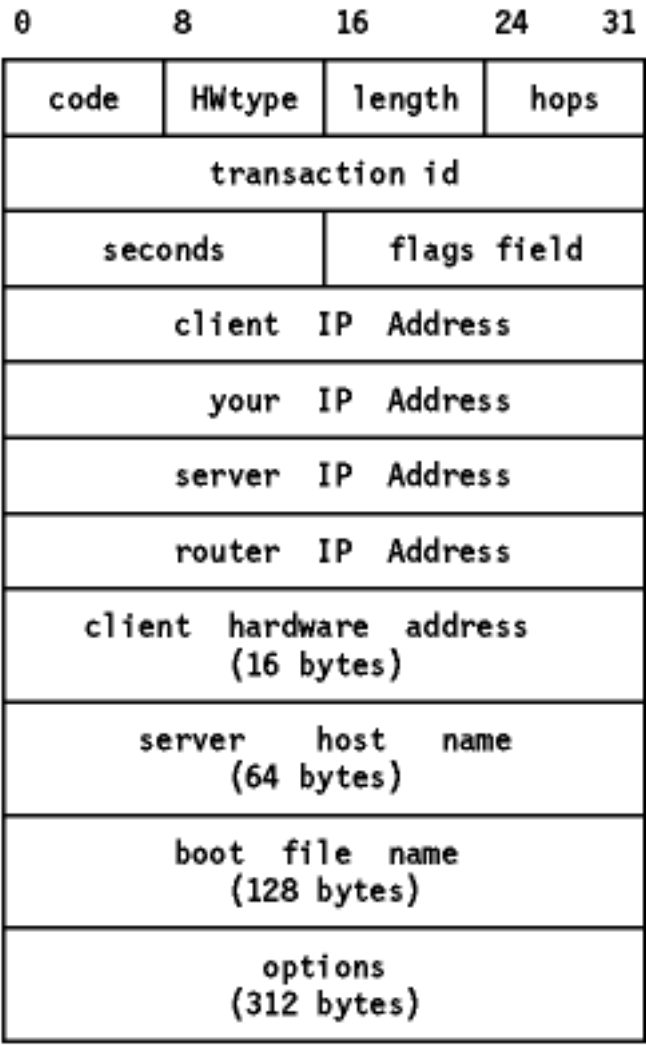 0 8 16 24 31
code HWtype length hops
transaction id
seconds flags field
client IP Address
your IP Address
server IP Address
router IP Address
client hardware address
(16 bytes)
server host name
(64 bytes)
boot file name
(128 bytes)
options
(312 bytes)